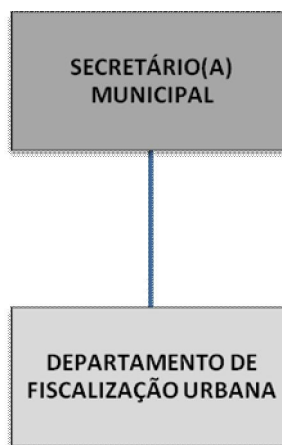 SECRETÁRIO(A)
MUNICIPAL
DEPARTAMENTO DE
FISCALIZAÇÃO URBANA